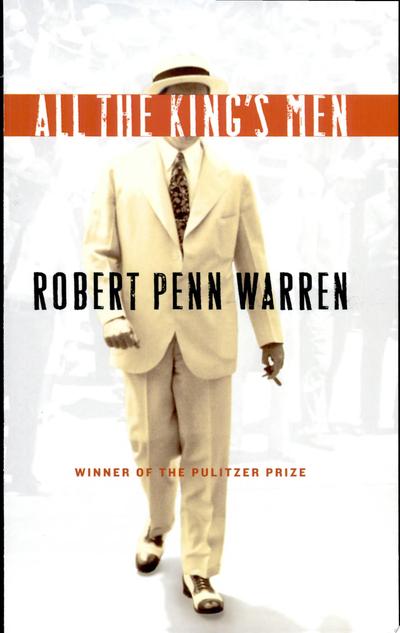 ALL THE KING'S MEN
ROBERT PENN WARREN
WINNER OF THE PULITZER PRIZE